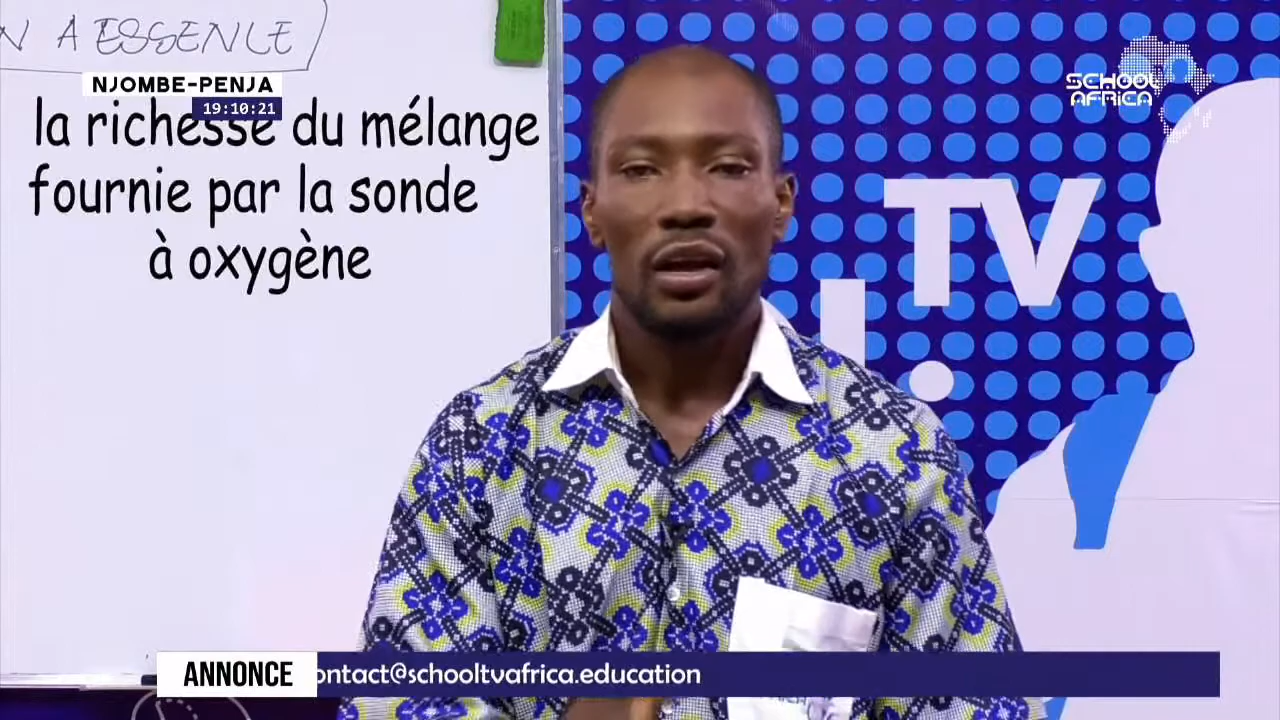 N A ESSENCE
NJOMBE-PENJA
19:10:21
la richesse du mélange
fournie par la sonde
à oxygène
SCHOOL
AFRICA
TV
ANNONCE
ontact@schooltvafrica.education